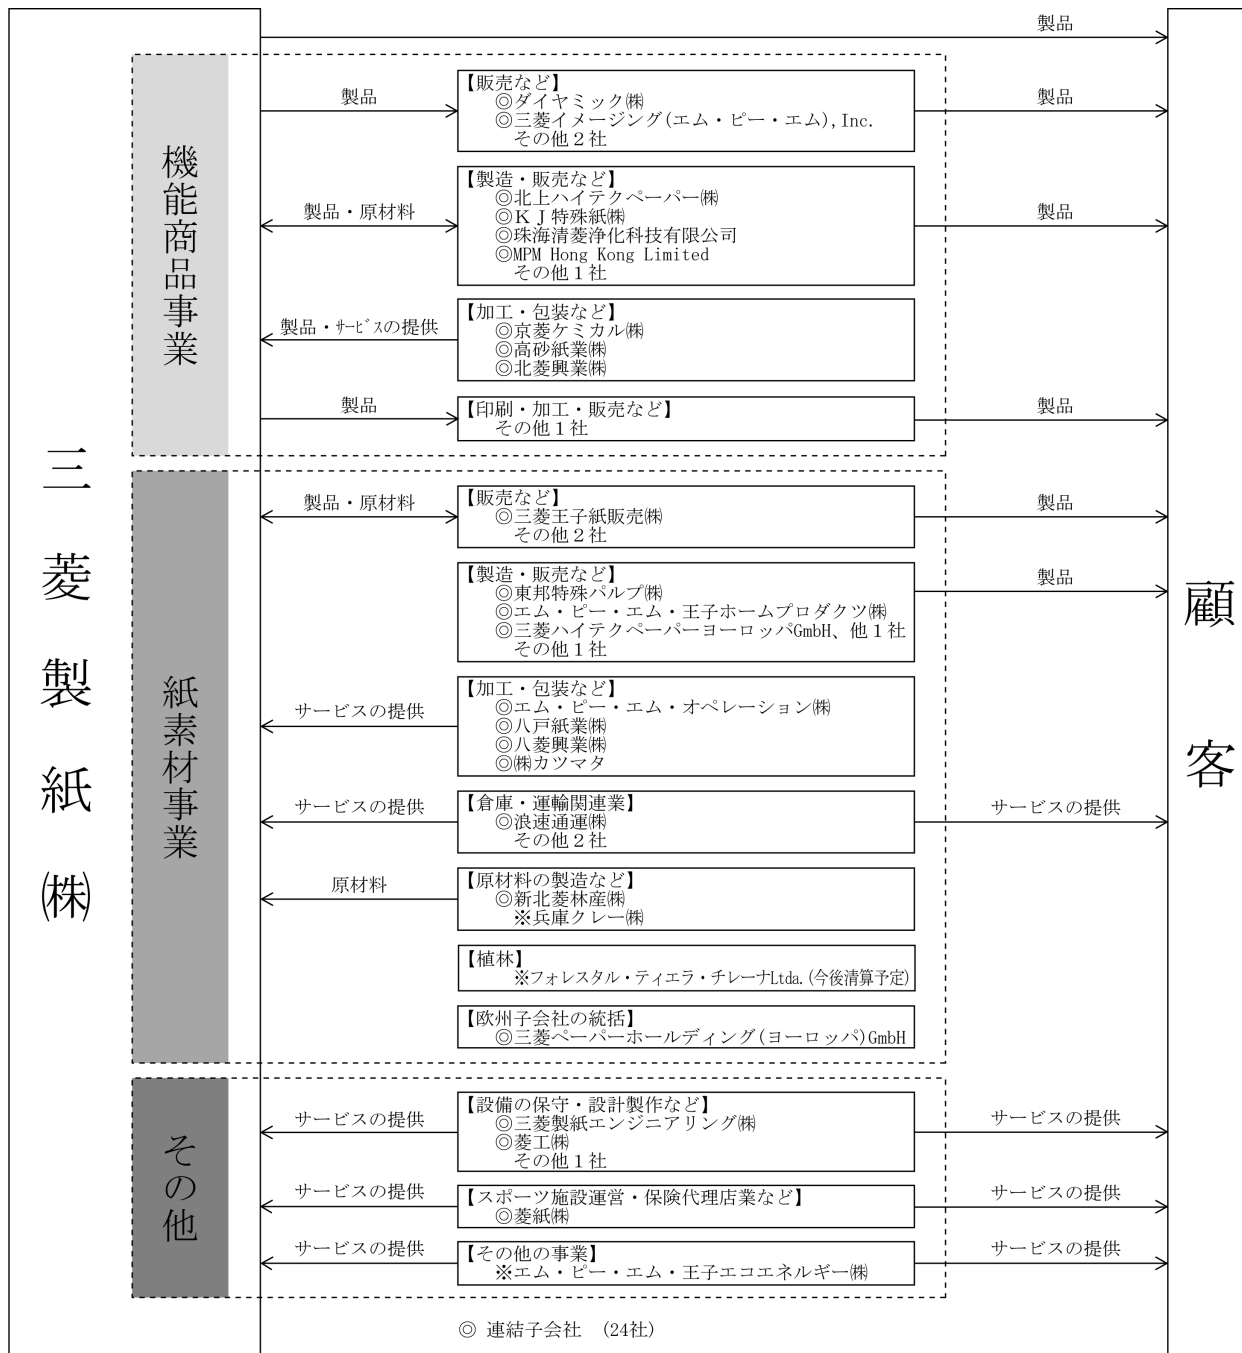 三菱製紙㈱
製品
機能商品事業
製品
【販売など】
◎ダイヤミック㈱
◎三菱イメージング(エム・ピー・エム),Inc.
その他２社
製品
製品・原材料
【製造・販売など】
◎北上ハイテクペーパー㈱
◎ＫＪ特殊紙㈱
◎珠海清菱浄化科技有限公司
◎MPM Hong Kong Limited
その他１社
製品
製品・ｻｰﾋﾞｽの提供
【加工・包装など】
◎京菱ケミカル㈱
◎高砂紙業㈱
◎北菱興業㈱
製品
【印刷・加工・販売など】
その他１社
製品
紙素材事業
製品・原材料
【販売など】
◎三菱王子紙販売㈱
その他２社
製品
【製造・販売など】
◎東邦特殊パルプ㈱
◎エム・ピー・エム・王子ホームプロダクツ㈱
◎三菱ハイテクペーパーヨーロッパGmbH、他１社
その他１社
製品
サービスの提供
【加工・包装など】
◎エム・ピー・エム・オペレーション㈱
◎八戸紙業㈱
◎八菱興業㈱
◎㈱カツマタ
サービスの提供
【倉庫・運輸関連業】
◎浪速通運㈱
その他２社
サービスの提供
原材料
【原材料の製造など】
◎新北菱林産㈱
※兵庫クレー㈱
【植林】
※フォレスタル・ティエラ・チレーナLtda.(今後清算予定)
【欧州子会社の統括】
◎三菱ペーパーホールディング(ヨーロッパ)GmbH
その他
サービスの提供
【設備の保守・設計製作など】
◎三菱製紙エンジニアリング㈱
◎菱工㈱
その他１社
サービスの提供
サービスの提供
【スポーツ施設運営・保険代理店業など】
◎菱紙㈱
サービスの提供
サービスの提供
【その他の事業】
※エム・ピー・エム・王子エコエネルギー㈱
サービスの提供
顧客
◎ 連結子会社 (24社)